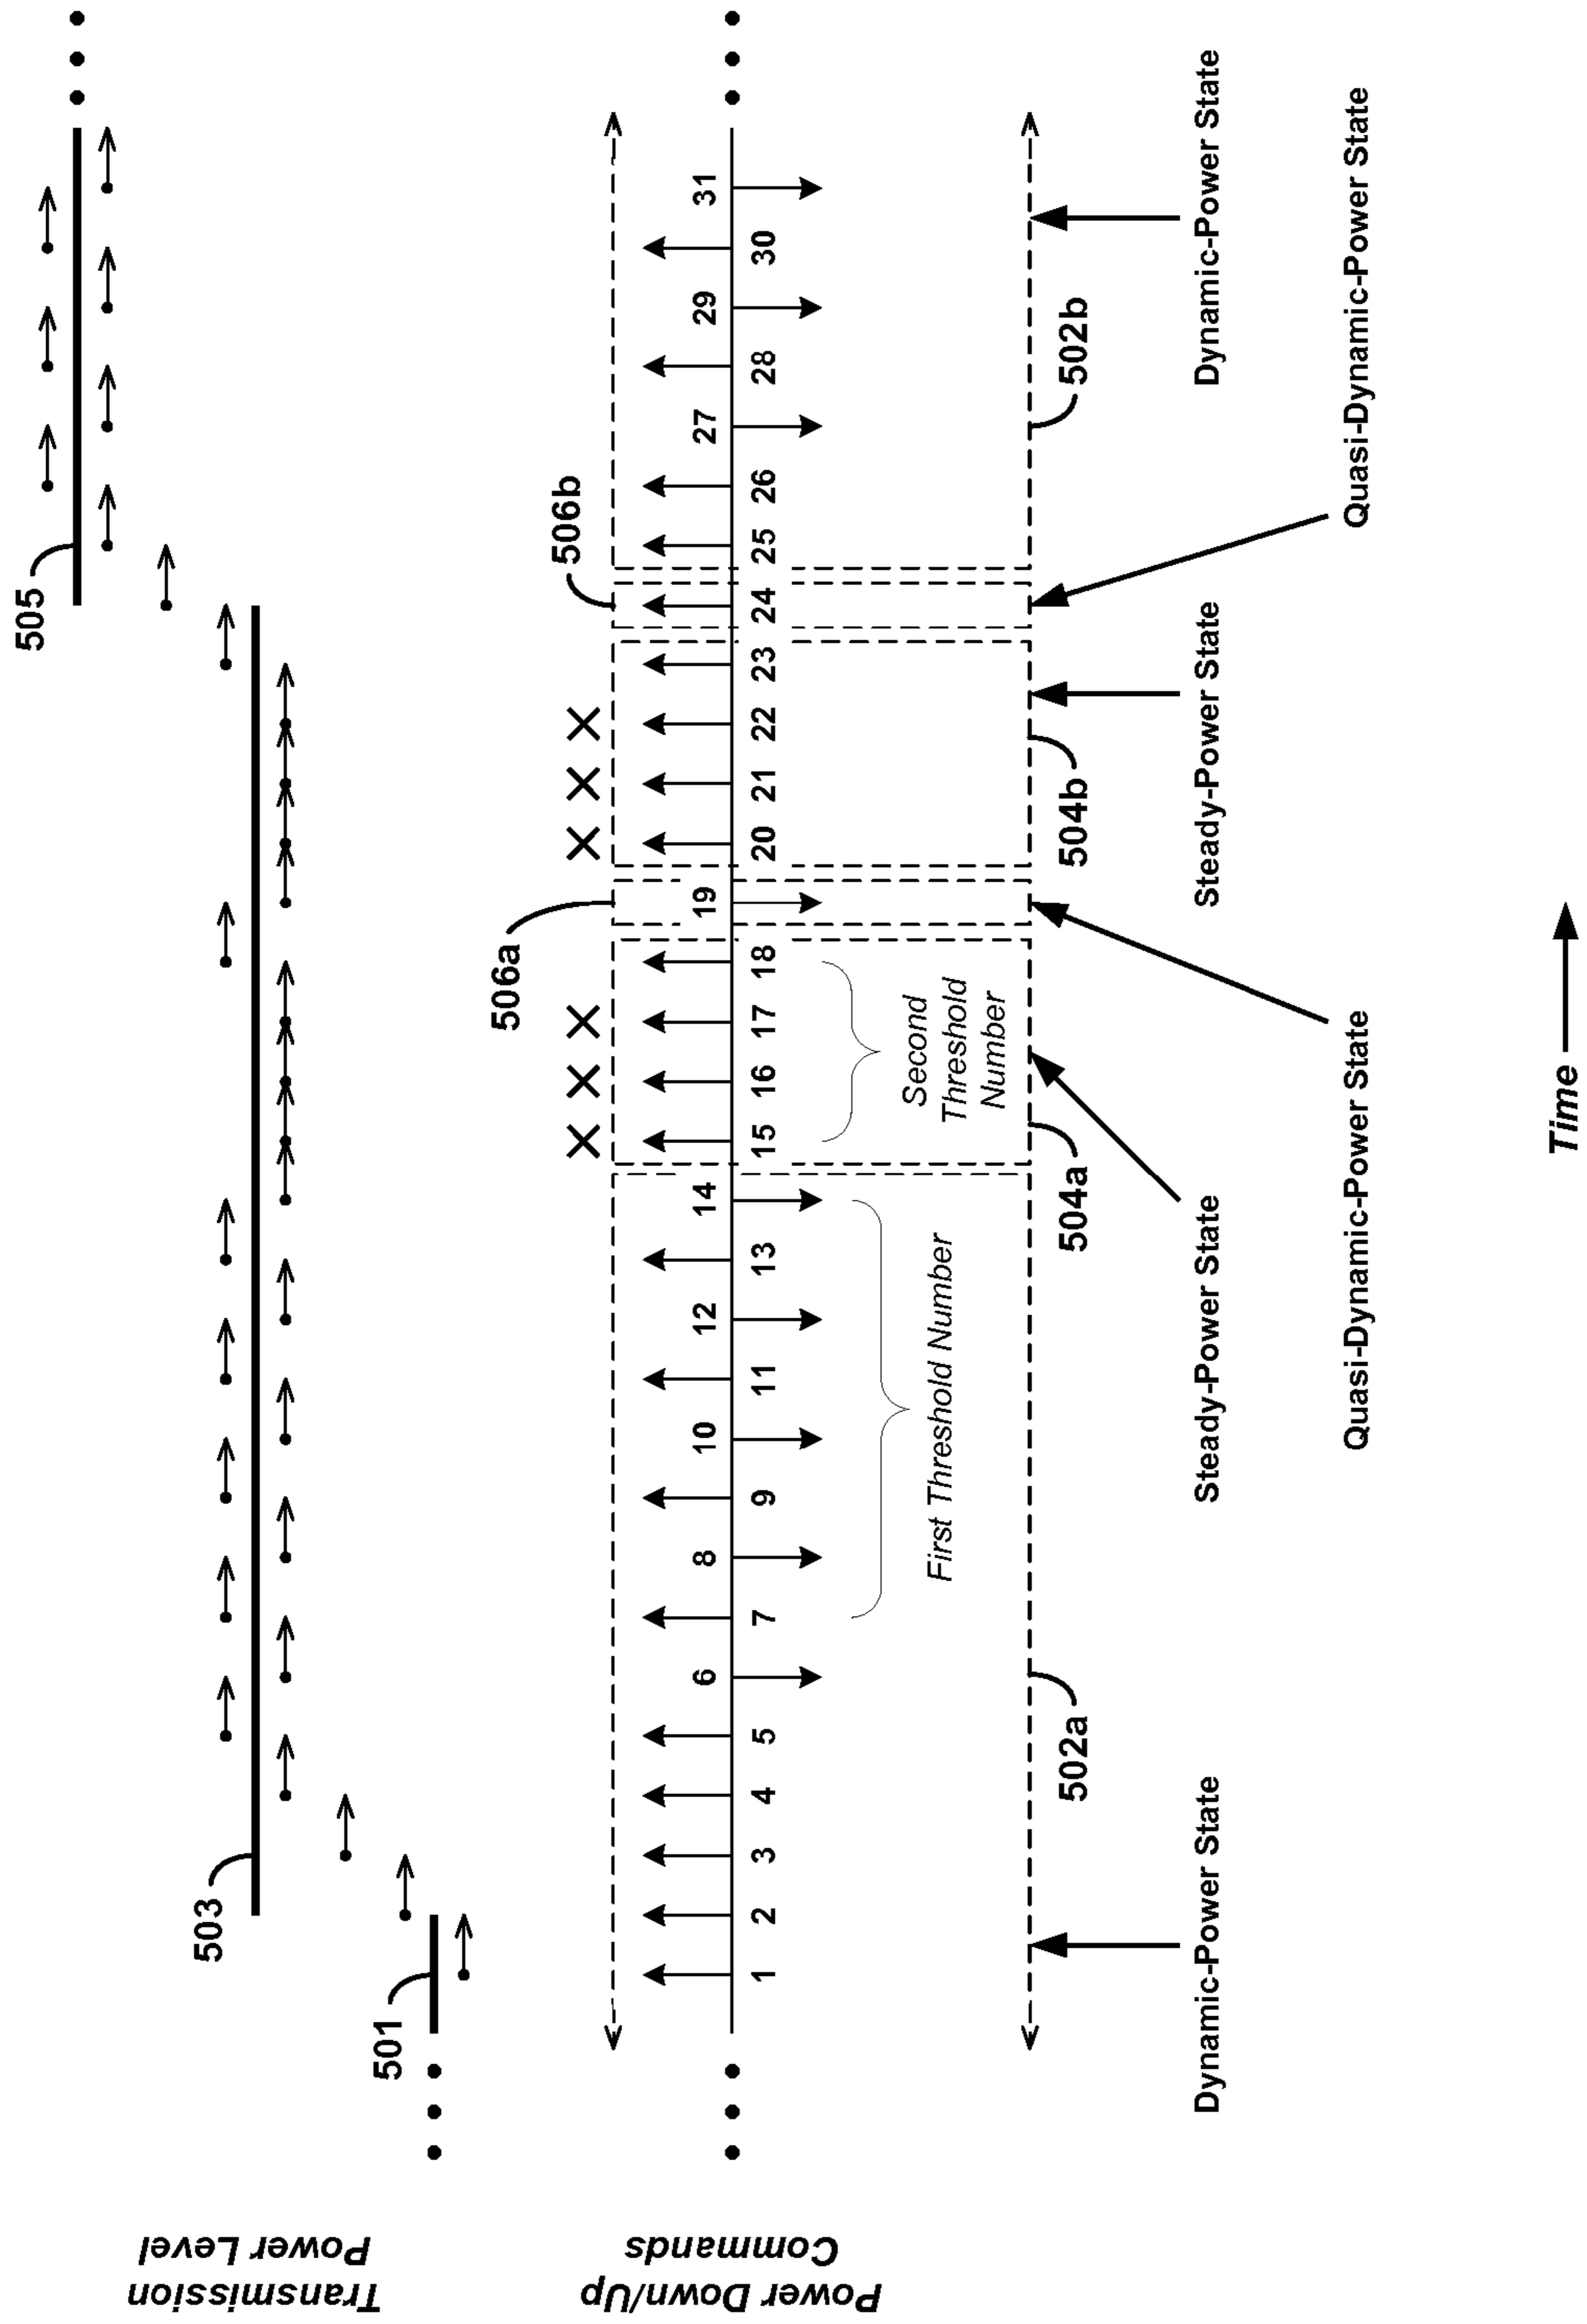 Transmission
Power Level
501
503
505
Power Down/Up
Commands
506a
506b
1
2
3
4
5
6
7
8
9
10
11
12
13
14
15
16
17
18
19
20
21
22
23
24
25
26
27
28
29
30
31
First Threshold Number
Second
Threshold
Number
502a
504a
504b
502b
Dynamic-Power State
Steady-Power State
Steady-Power State
Dynamic-Power State
Quasi-Dynamic-Power State
Quasi-Dynamic-Power State
Time